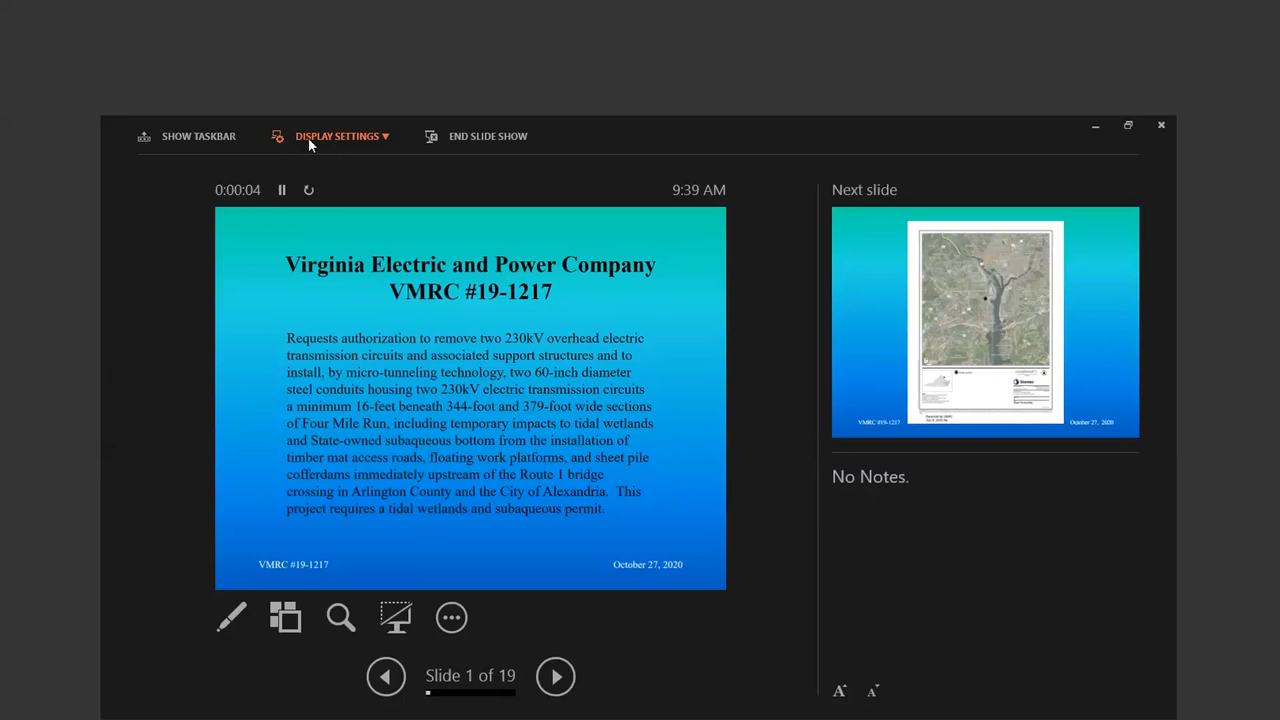 SHOW TASKBAR
DISPLAY SETTINGS
END SLIDE SHOW
0:00:04
9:39 AM
Virginia Electric and Power Company
VMRC #19-1217
Requests authorization to remove two 230kV overhead electric
transmission circuits and associated support structures and to
install, by micro-tunneling technology, two 60-inch diameter
steel conduits housing two 230kV electric transmission circuits
a minimum 16-feet beneath 344-foot and 379-foot wide sections
of Four Mile Run, including temporary impacts to tidal wetlands
and State-owned subaqueous bottom from the installation of
timber mat access roads, floating work platforms, and sheet pile
cofferdams immediately upstream of the Route 1 bridge
crossing in Arlington County and the City of Alexandria. This
project requires a tidal wetlands and subaqueous permit.
VMRC #19-1217
October 27, 2020
Slide 1 of 19
Next slide
VMRC #19-1217
October 27, 2020
No Notes.
A A